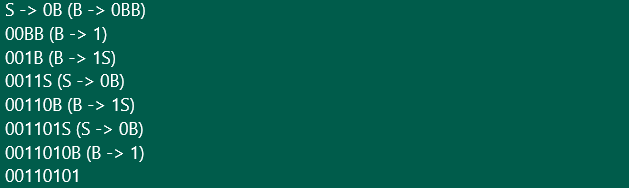 S -> 0B (B -> 0BB)
00BB (B -> 1)
001B (B -> 1S)
0011S (S -> 0B)
00110B (B -> 1S)
001101S (S -> 0B)
0011010B (B -> 1)
00110101